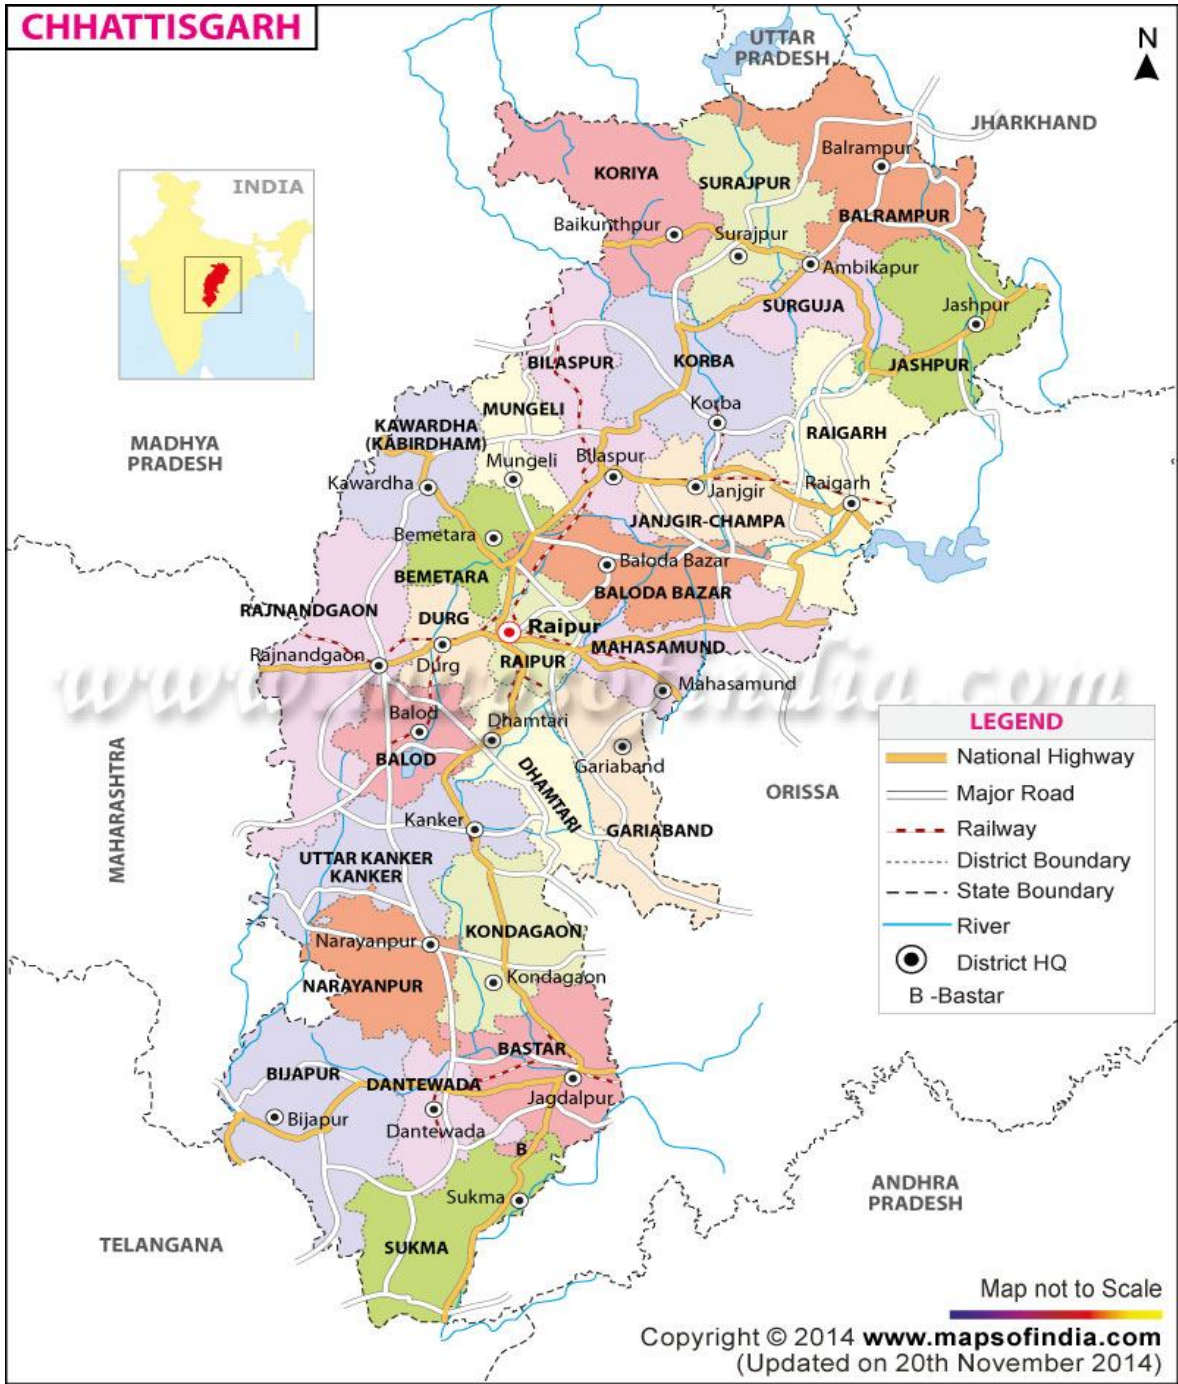 CHHATTISGARH
UTTAR
PRADESH
N
JHARKHAND
INDIA
Balrampur
KORIYA
SURAJPUR
BALRAMPUR
Baikunthpur
Surajpur
Ambikapur
SURGUJA
Jashpur
BILASPUR
KORBA
JASHPUR
MUNGELI
Korba
KAWARDHA
(KABIRDHAM)
RAIGARH
MADHYA
PRADESH
Mungeli
Bilaspur
Kawardha
Janjgir
Raigarh
JANJGIR-CHAMPA
Bemetara
Baloda Bazar
BEMETARA
BALODA BAZAR
RAJNANDGAON
DURG
Raipur
Rajnandgaon
Durg
RAIPUR
MAHASAMUND
www.mapsofindia.com
Mahasamund
Balod
Dhamtari
BALOD
Gariaband
DHAMTARI
MAHARASHTRA
ORISSA
Kanker
GARIABAND
UTTAR KANKER
KANKER
KONDAGAON
Narayanpur
Kondagaon
NARAYANPUR
BASTAR
BIJAPUR
DANTEWADA
Jagdalpur
Bijapur
Dantewada
B
Sukma
SUKMA
TELANGANA
ANDHRA
PRADESH
LEGEND
National Highway
Major Road
Railway
District Boundary
State Boundary
River
District HQ
B -Bastar
Map not to Scale
Copyright © 2014 www.mapsofindia.com
(Updated on 20th November 2014)